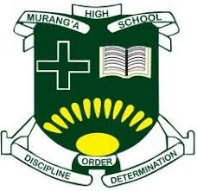 MURANG'A HIGH SCHOOL
DISCIPLINE ORDER DETERMINATION